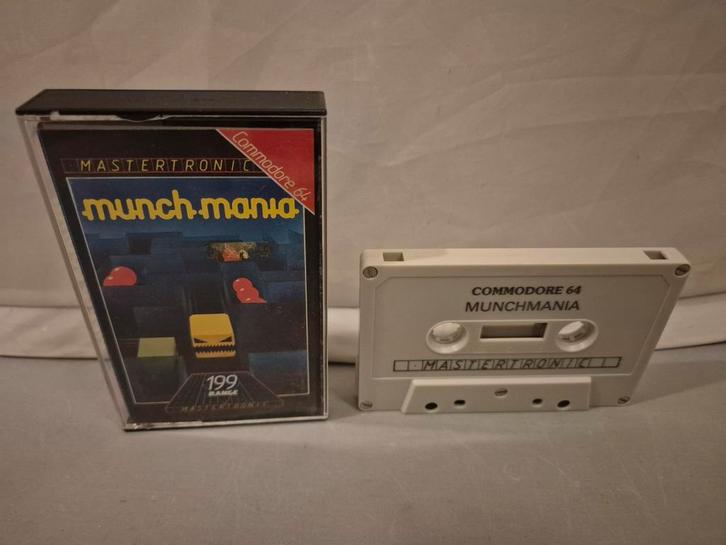 MASTERTRONIC
Commodore 64
munch mania
199
RANGE
MASTERTRONIC
COMMODORE 64
MUNCHMANIA
MASTERTRONIC